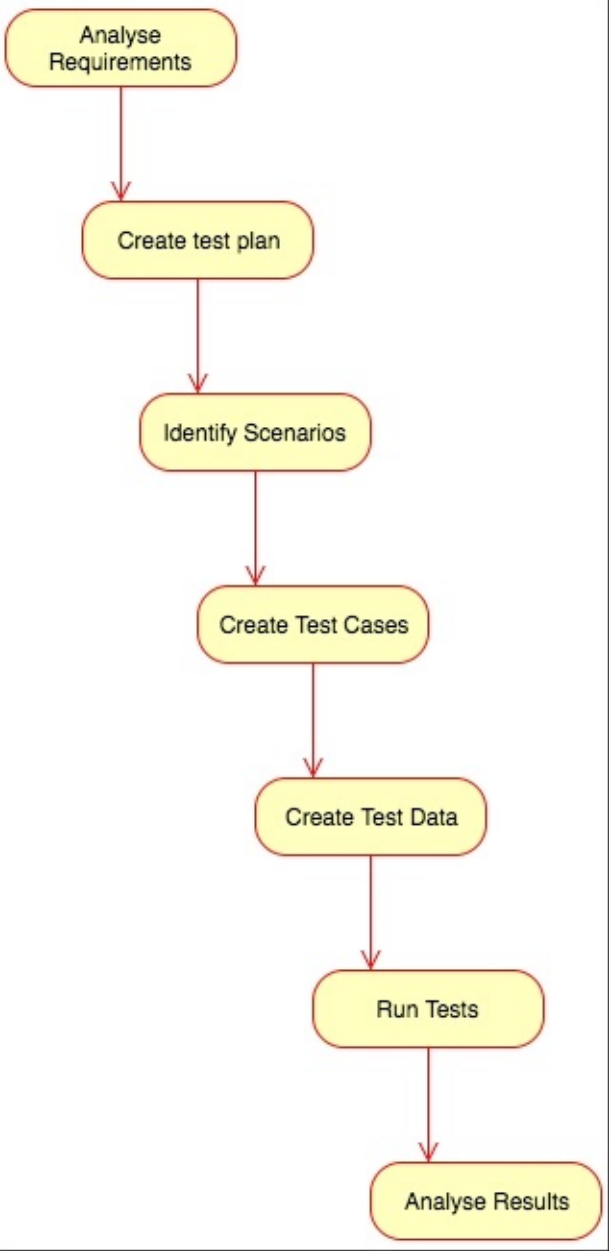 Analyse
Requirements
Create test plan
Identify Scenarios
Create Test Cases
Create Test Data
Run Tests
Analyse Results